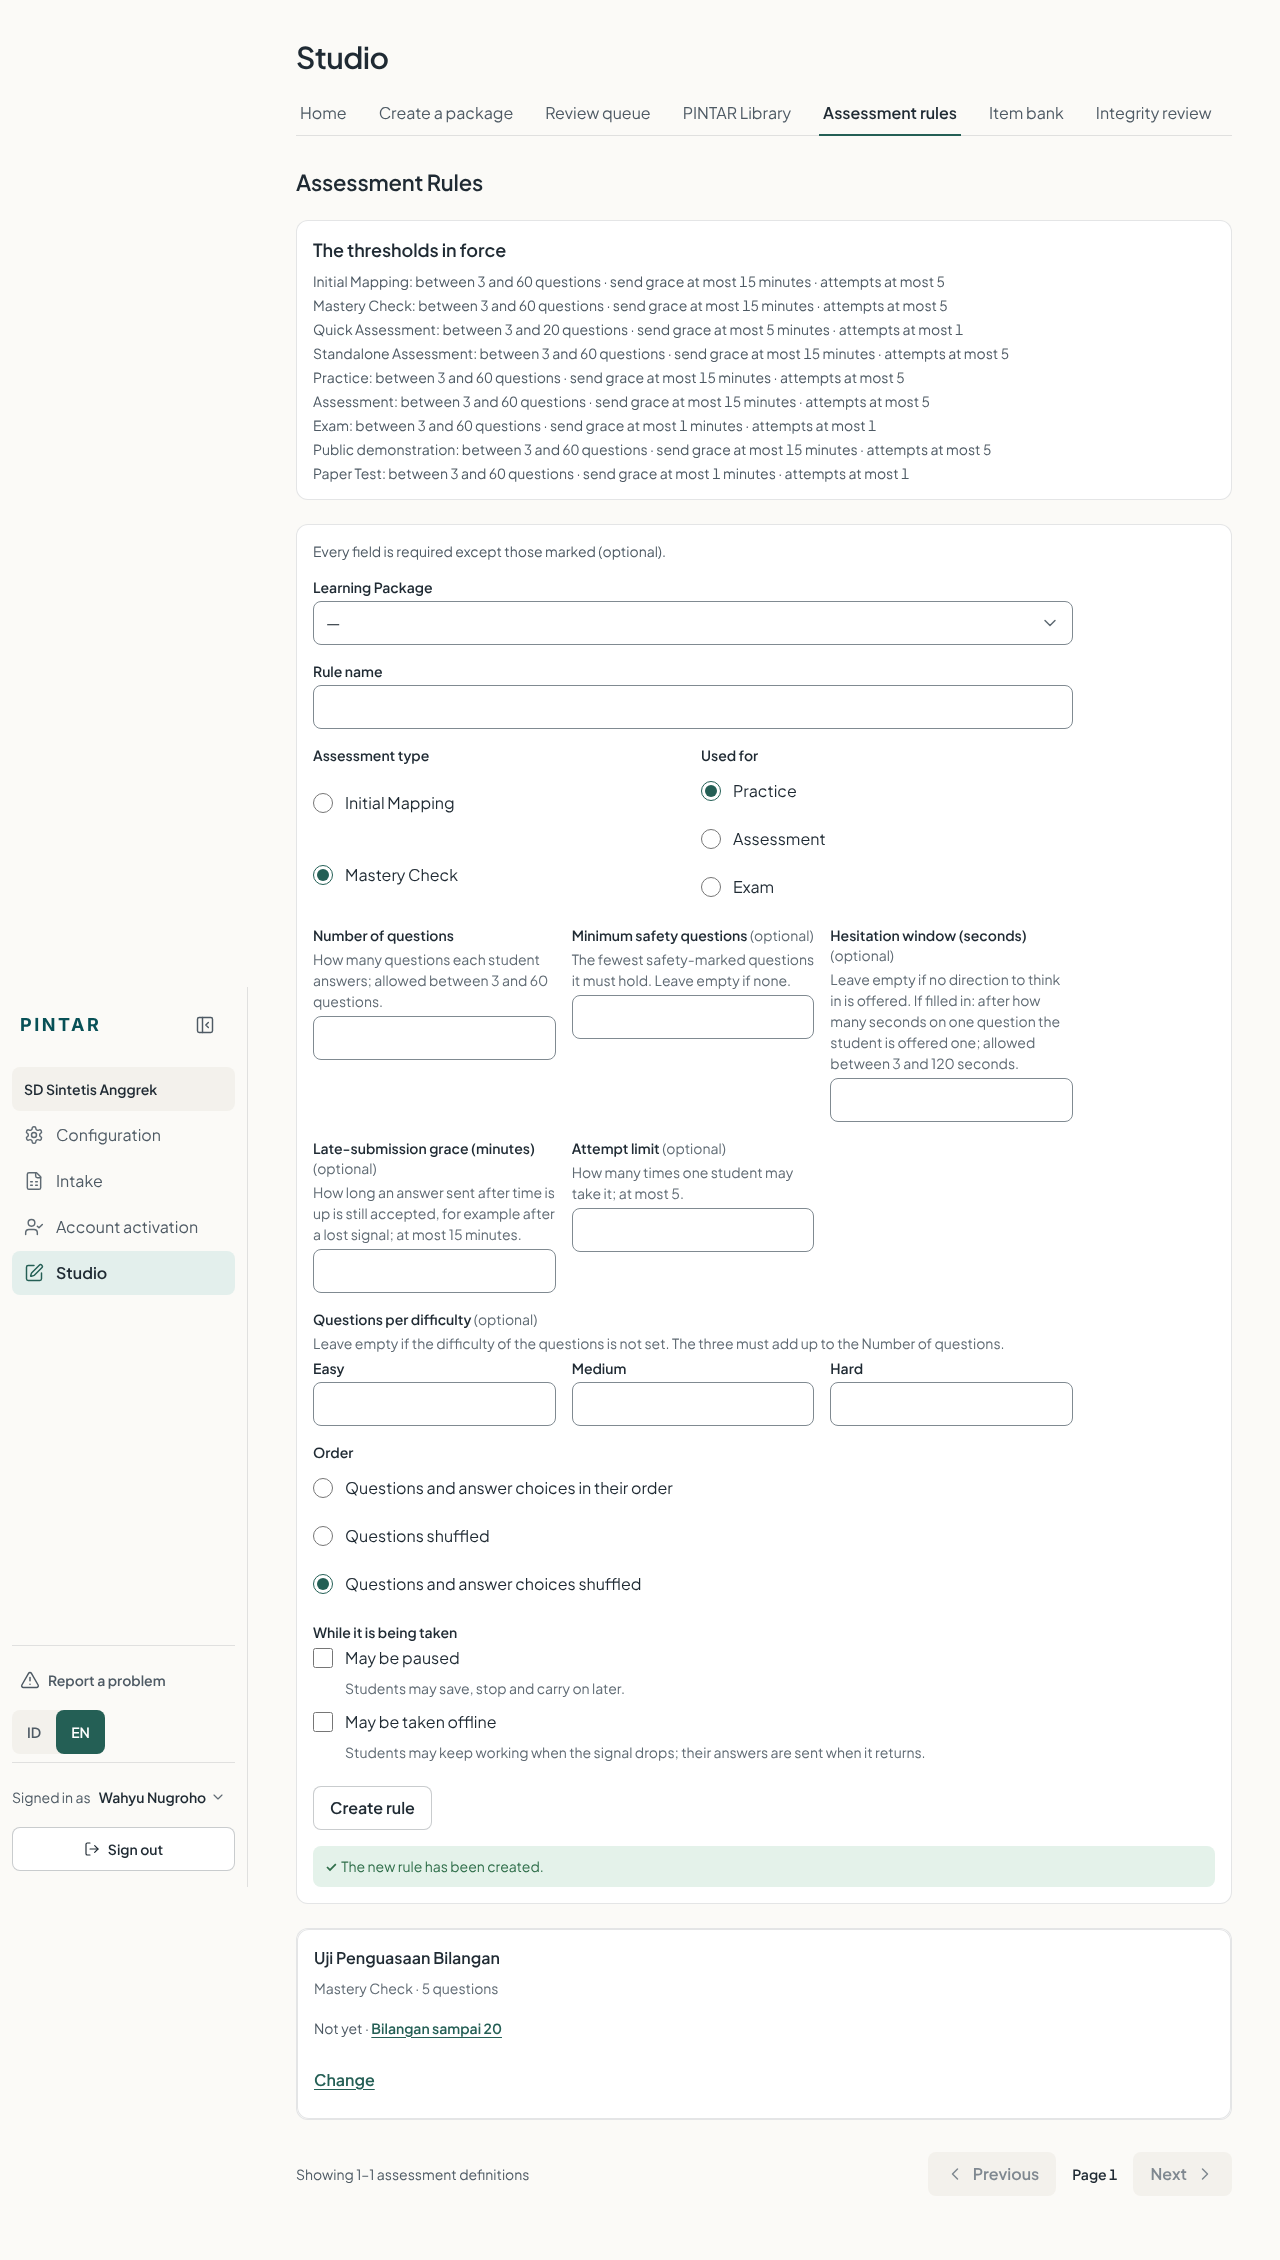 Studio
Home
Create a package
Review queue
PINTAR Library
Assessment rules
Item bank
Integrity review
Assessment Rules
The thresholds in force
Initial Mapping: between 3 and 60 questions · send grace at most 15 minutes · attempts at most 5
Mastery Check: between 3 and 60 questions · send grace at most 15 minutes · attempts at most 5
Quick Assessment: between 3 and 20 questions · send grace at most 5 minutes · attempts at most 1
Standalone Assessment: between 3 and 60 questions · send grace at most 15 minutes · attempts at most 5
Practice: between 3 and 60 questions · send grace at most 15 minutes · attempts at most 5
Assessment: between 3 and 60 questions · send grace at most 15 minutes · attempts at most 5
Exam: between 3 and 60 questions · send grace at most 1 minutes · attempts at most 1
Public demonstration: between 3 and 60 questions · send grace at most 15 minutes · attempts at most 5
Paper Test: between 3 and 60 questions · send grace at most 1 minutes · attempts at most 1
Every field is required except those marked (optional).
Learning Package
—
Rule name
Assessment type
Initial Mapping
Mastery Check
Used for
Practice
Assessment
Exam
Number of questions
How many questions each student
answers; allowed between 3 and 60
questions.
Minimum safety questions (optional)
The fewest safety-marked questions
it must hold. Leave empty if none.
Hesitation window (seconds)
(optional)
Leave empty if no direction to think
in is offered. If filled in: after how
many seconds on one question the
student is offered one; allowed
between 3 and 120 seconds.
Late-submission grace (minutes)
(optional)
How long an answer sent after time is
up is still accepted, for example after
a lost signal; at most 15 minutes.
Attempt limit (optional)
How many times one student may
take it; at most 5.
Questions per difficulty (optional)
Leave empty if the difficulty of the questions is not set. The three must add up to the Number of questions.
Easy
Medium
Hard
Order
Questions and answer choices in their order
Questions shuffled
Questions and answer choices shuffled
While it is being taken
May be paused
Students may save, stop and carry on later.
May be taken offline
Students may keep working when the signal drops; their answers are sent when it returns.
Create rule
The new rule has been created.
Uji Penguasaan Bilangan
Mastery Check · 5 questions
Not yet · Bilangan sampai 20
Change
Showing 1–1 assessment definitions
Previous
Page 1
Next
PINTAR
SD Sintetis Anggrek
Configuration
Intake
Account activation
Studio
Report a problem
ID
EN
Signed in as Wahyu Nugroho
Sign out